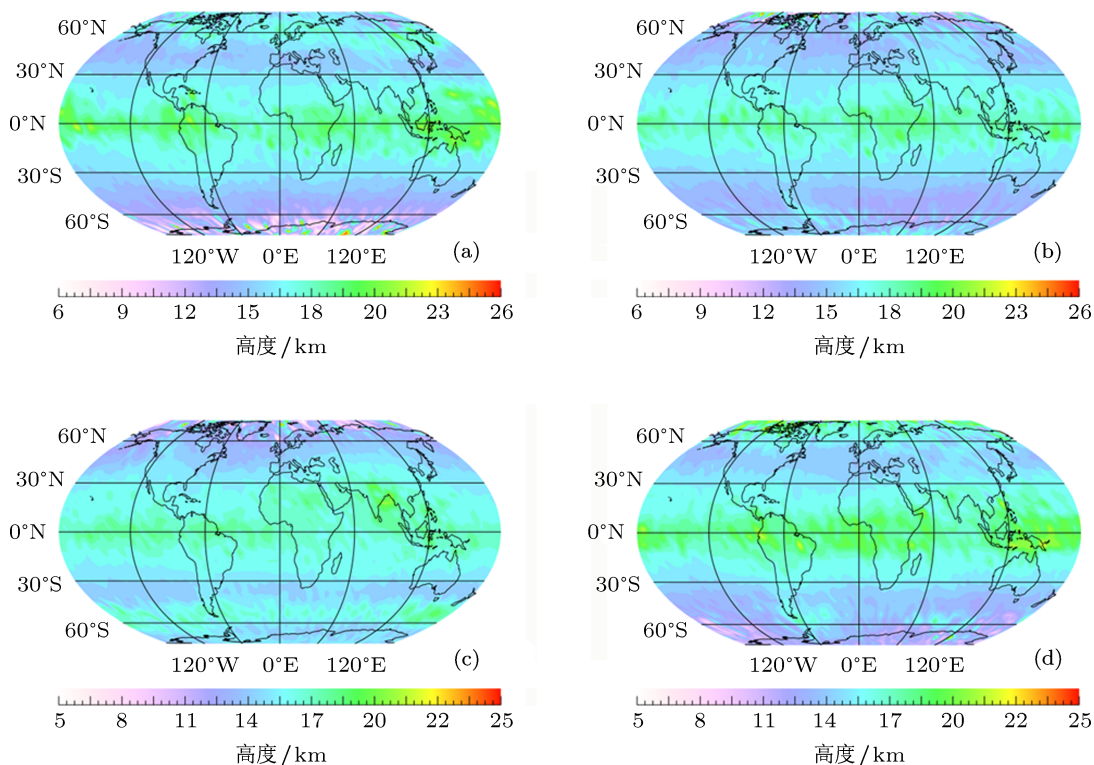 60°N
30°N
0°N
30°S
60°S
120°W 0°E 120°E (a)
6 9 12 15 18 20 23 26
高度/km
60°N
30°N
0°N
30°S
60°S
120°W 0°E 120°E (b)
6 9 12 15 18 20 23 26
高度/km
60°N
30°N
0°N
30°S
60°S
120°W 0°E 120°E (c)
5 8 11 14 17 20 22 25
高度/km
60°N
30°N
0°N
30°S
60°S
120°W 0°E 120°E (d)
5 8 11 14 17 20 22 25
高度/km